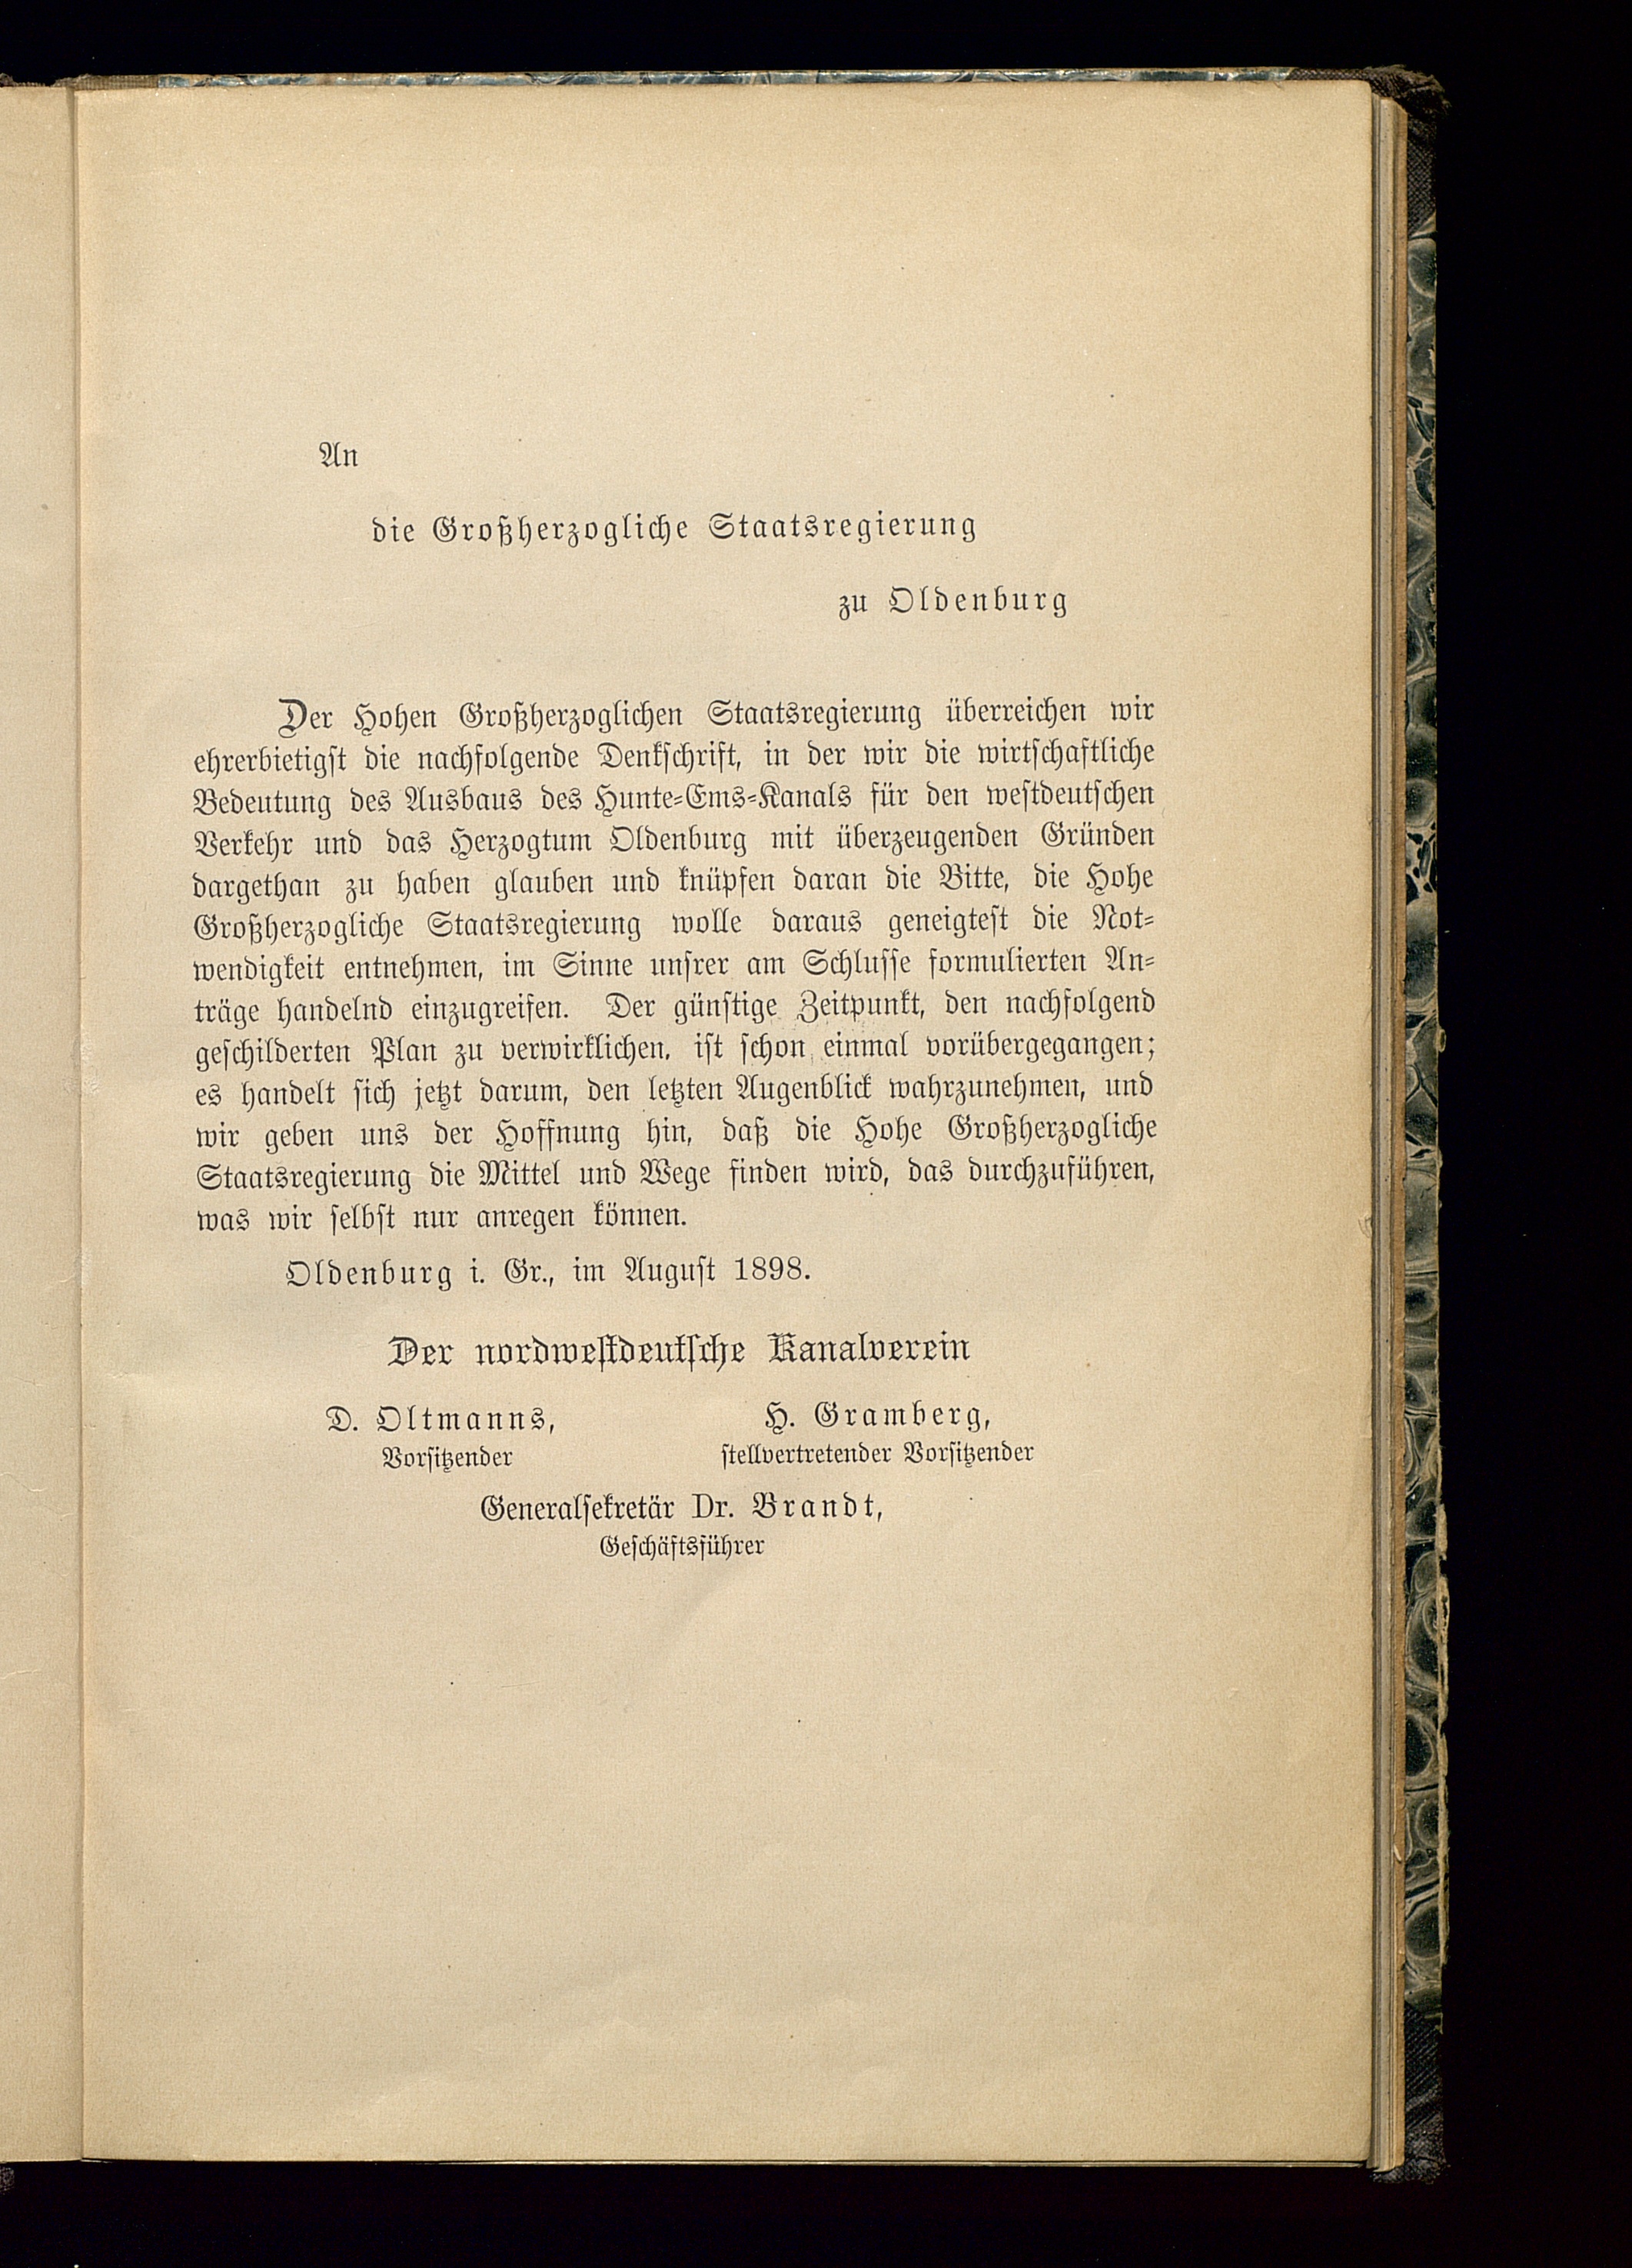 An
die Großherzogliche Staatsregierung
zu Oldenburg
Der Hohen Großherzoglichen Staatsregierung überreichen wir
ehrerbietigst die nachfolgende Denkschrift, in der wir die wirtschaftliche
Bedeutung des Ausbaus des Hunte-Ems-Kanals für den westdeutschen
Verkehr und das Herzogtum Oldenburg mit überzeugenden Gründen
dargethan zu haben glauben und knüpfen daran die Bitte, die Hohe
Großherzogliche Staatsregierung wolle daraus geneigtest die Not-
wendigkeit entnehmen, im Sinne unsrer am Schlusse formulierten An-
träge handelnd einzugreifen. Der günstige Zeitpunkt, den nachfolgend
geschilderten Plan zu verwirklichen, ist schon einmal vorübergegangen;
es handelt sich jetzt darum, den letzten Augenblick wahrzunehmen, und
wir geben uns der Hoffnung hin, daß die Hohe Großherzogliche
Staatsregierung die Mittel und Wege finden wird, das durchzuführen,
was wir selbst nur anregen können.
Oldenburg i. Gr., im August 1898.
Der nordwestdeutsche Kanalverein
D. Oltmanns, H. Gramberg,
Vorsitzender stellvertretender Vorsitzender
Generalsekretär Dr. Brandt,
Geschäftsführer